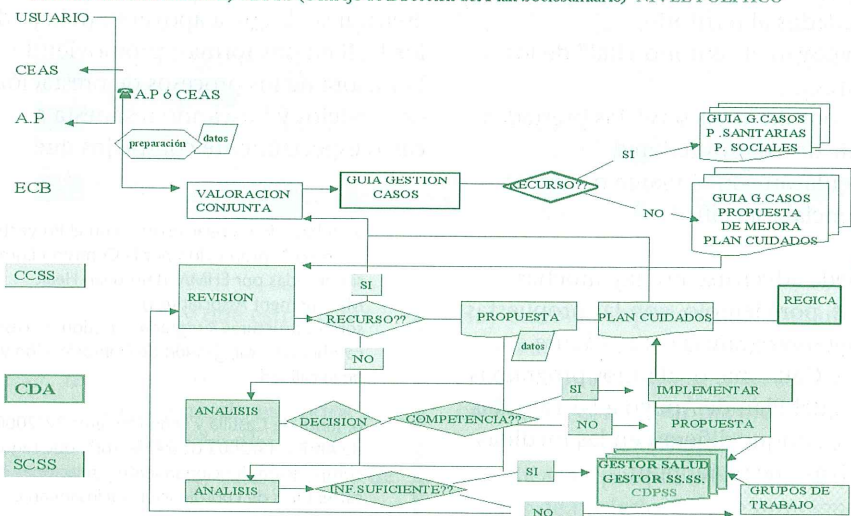 NIVEL POLITICO
USUARIO
CEAS
A.P Ó CEAS
A.P
preparación
datos
ECB
VALORACION
CONJUNTA
GUIA GESTION
CASOS
RECURSO??
SI
GUIA G.CASOS
P .SANITARIAS
P. SOCIALES
NO
GUIA G.CASOS
PROPUESTA
DE MEJORA
PLAN CUIDADOS
CCSS
REVISION
SI
RECURSO??
NO
PROPUESTA
datos
PLAN CUIDADOS
REGICA
CDA
ANALISIS
DECISION
COMPETENCIA??
SI
IMPLEMENTAR
NO
PROPUESTA
SCSS
ANALISIS
INF.SUFICIENTE??
SI
GESTOR SALUD
GESTOR SS.SS.
CDPSS
NO
GRUPOS DE
TRABAJO